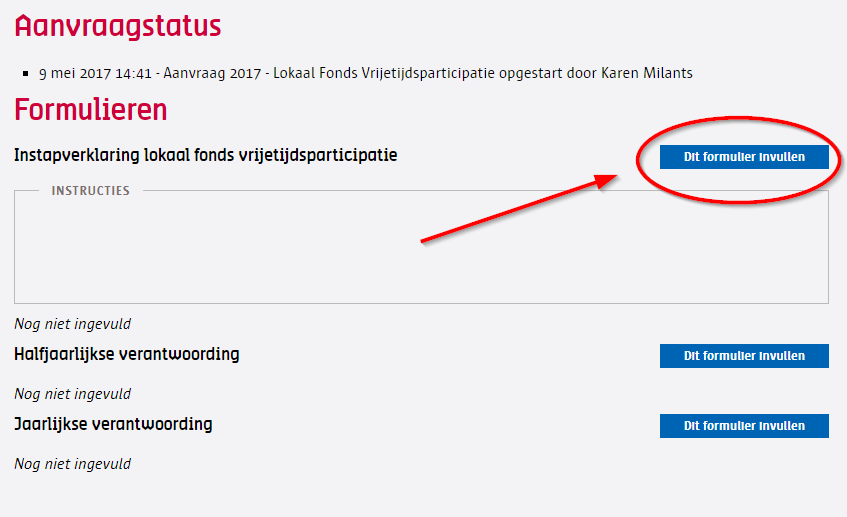 Aanvraagstatus
9 mei 2017 14:41 - Aanvraag 2017 - Lokaal Fonds Vrijetijdsparticipatie opgestart door Karen Milants
Formulieren
Instapverklaring lokaal fonds vrijetijdsparticipatie
Dit formulier invullen
INSTRUCTIES
Nog niet ingevuld
Halfjaarlijkse verantwoording
Dit formulier invullen
Nog niet ingevuld
Jaarlijkse verantwoording
Dit formulier invullen
Nog niet ingevuld